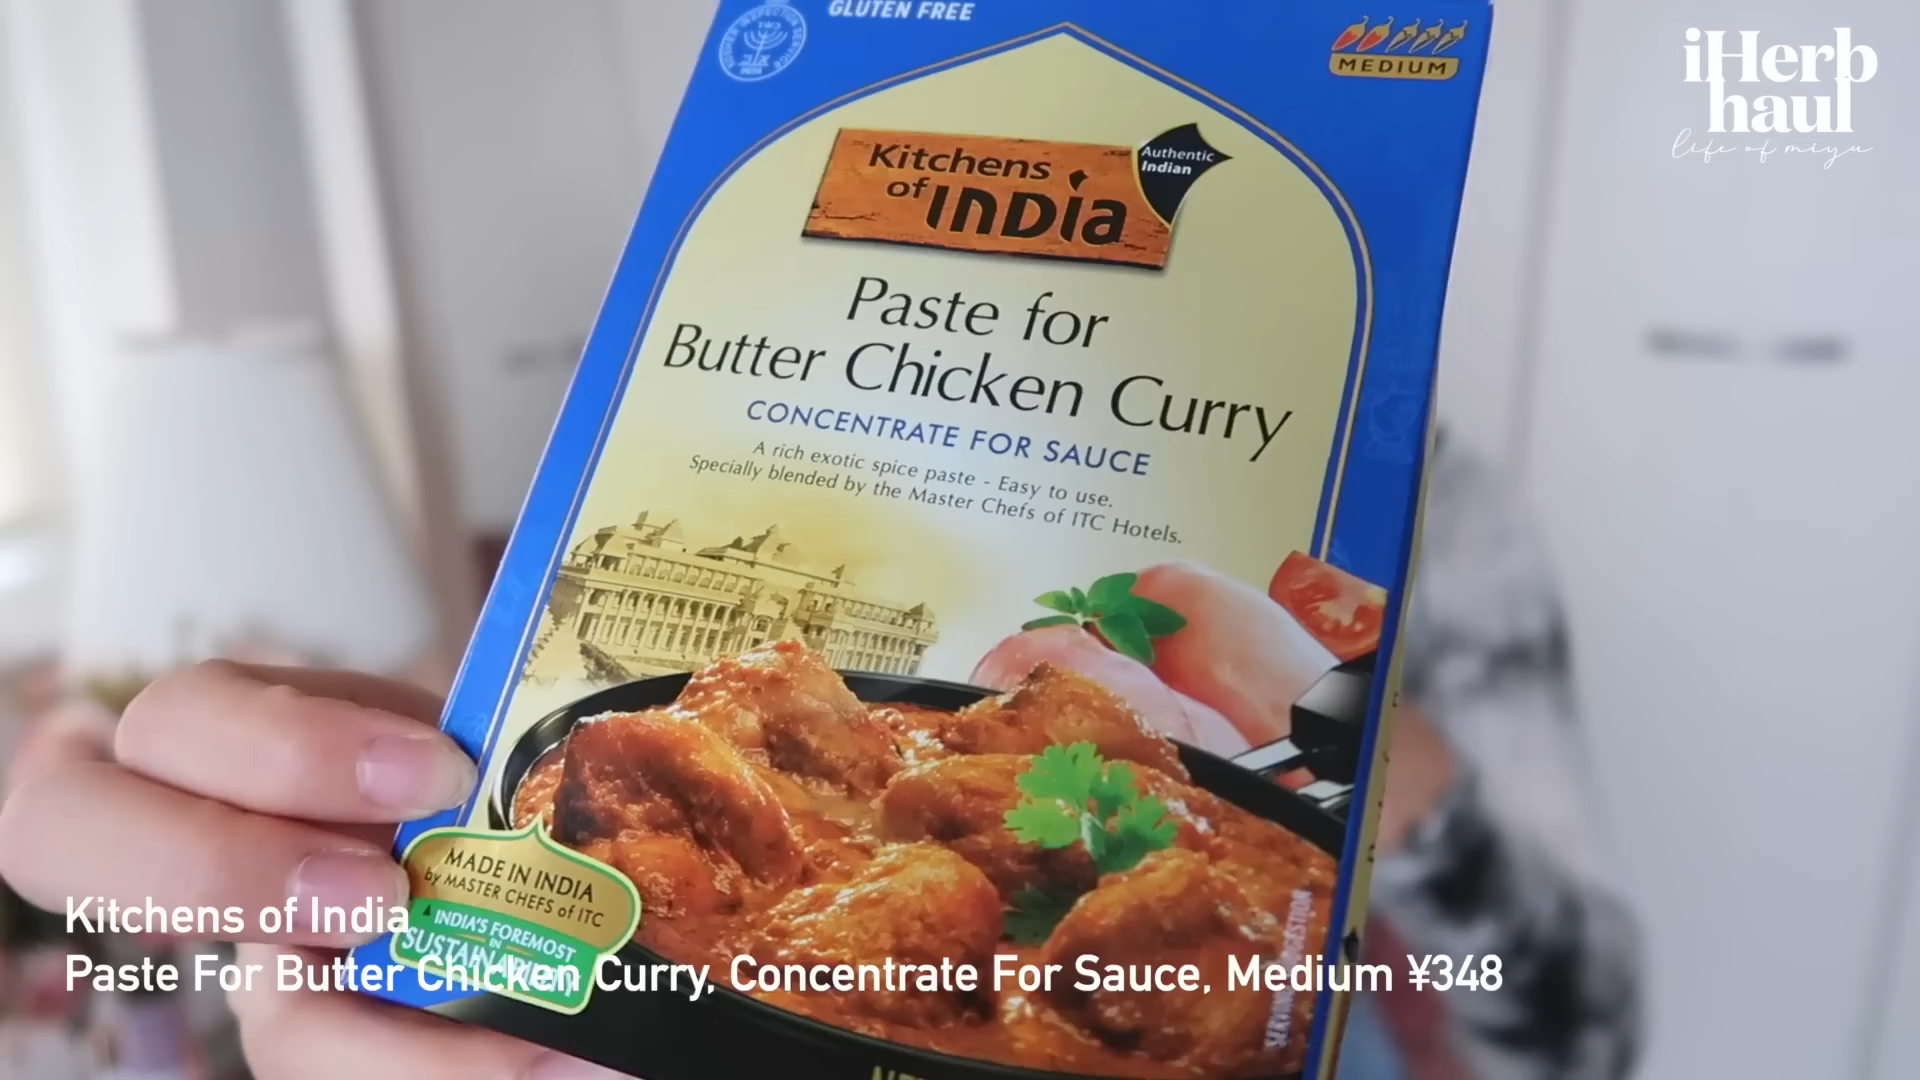 GLUTEN FREE
MEDIUM
iHerb
haul
life of miyu
Kitchens
of INDIA
Authentic
Indian
Paste for
Butter Chicken Curry
CONCENTRATE FOR SAUCE
A rich exotic spice paste - Easy to use.
Specially blended by the Master Chefs of ITC Hotels.
MADE IN INDIA
by MASTER CHEFS of ITC
INDIA'S FOREMOST
IN
SERVING SUGGESTION
Kitchens of India
Paste For Butter Chicken Curry, Concentrate For Sauce, Medium ¥348